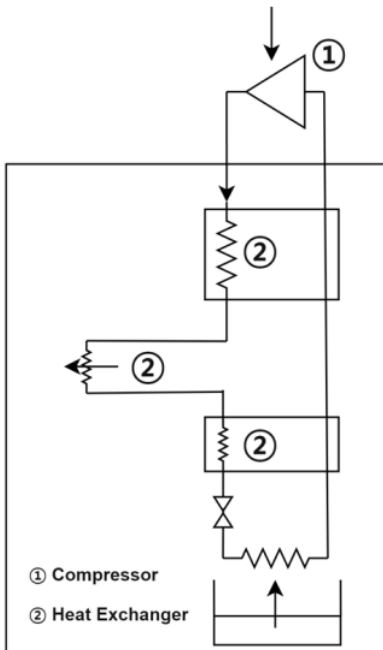 ①
②
②
②
① Compressor
② Heat Exchanger